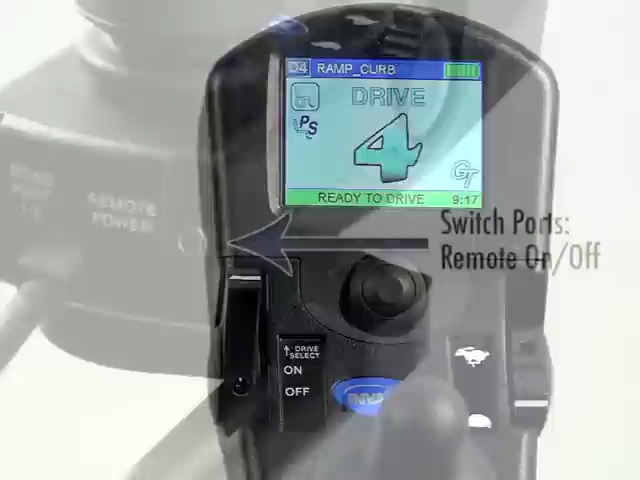 D4 RAMP_CURB
DRIVE
PS
4
GT
READY TO DRIVE 9:17
REMOTE
POWER
Switch Ports:
Remote On/Off
DRIVE
SELECT
ON
OFF